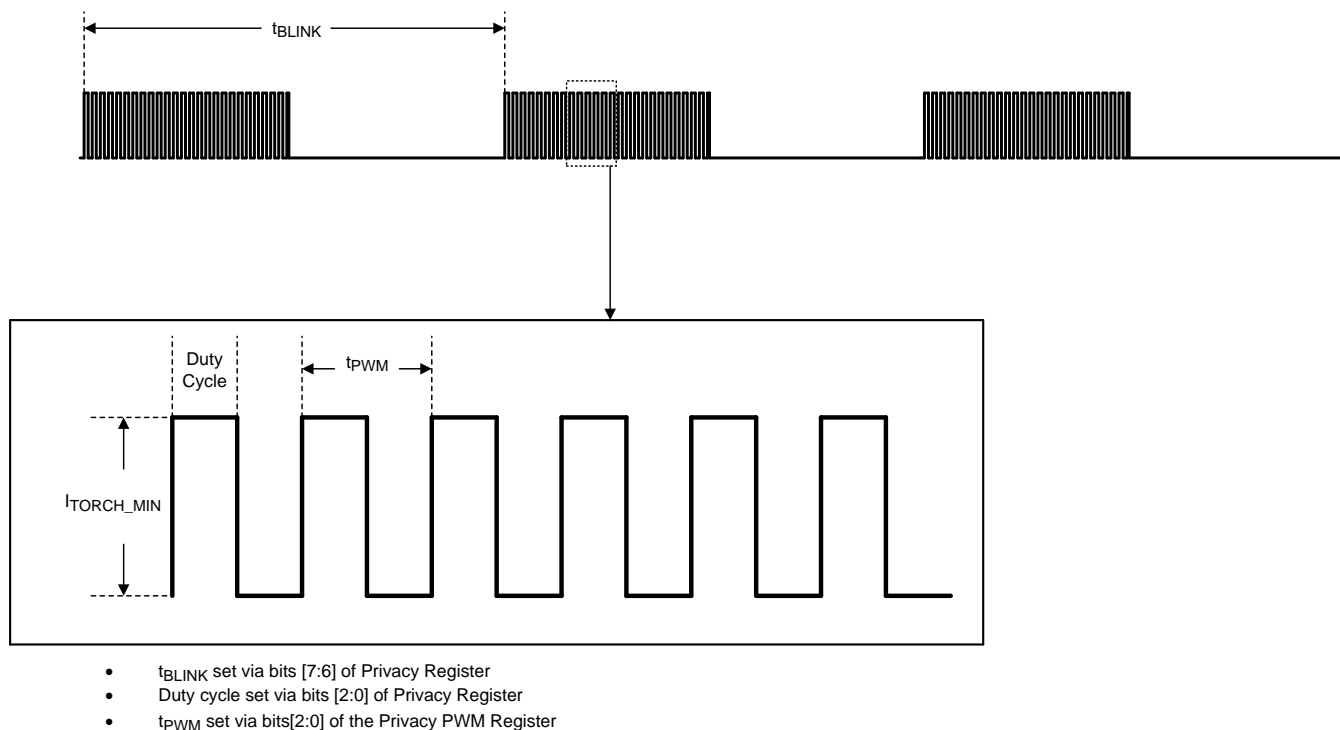 tBLINK
Duty
Cycle
tPWM
ITORCH_MIN
• tBLINK set via bits [7:6] of Privacy Register
• Duty cycle set via bits [2:0] of Privacy Register
• tPWM set via bits[2:0] of the Privacy PWM Register